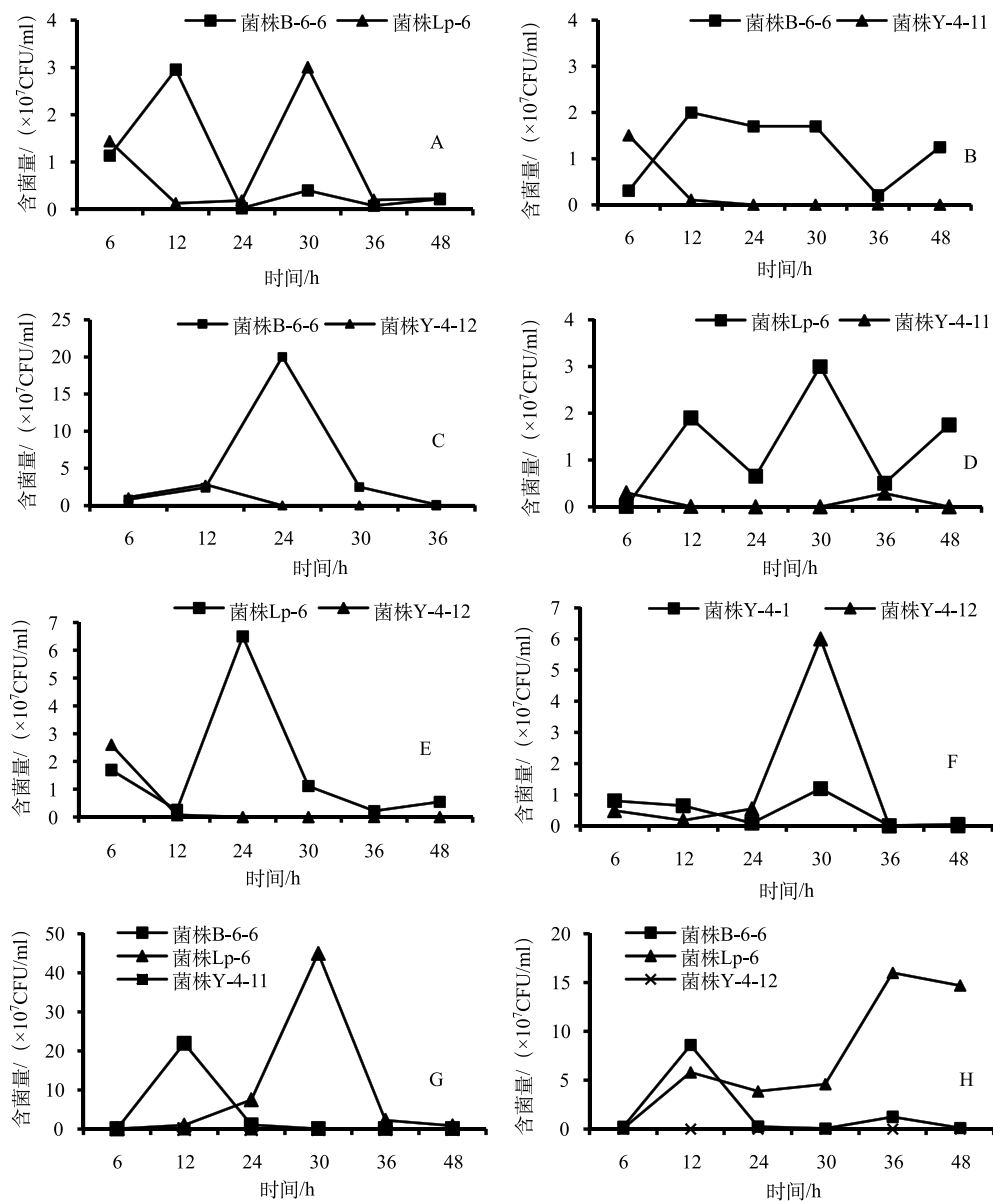 菌株B-6-6 菌株Lp-6
含菌量/（×10⁷CFU/ml）
4
3
2
1
0
A
6 12 24 30 36 48
时间/h
菌株B-6-6 菌株Y-4-11
含菌量/（×10⁷CFU/ml）
4
3
2
1
0
B
6 12 24 30 36 48
时间/h
菌株B-6-6 菌株Y-4-12
含菌量/（×10⁷CFU/ml）
25
20
15
10
5
0
C
6 12 24 30 36
时间/h
菌株Lp-6 菌株Y-4-11
含菌量/（×10⁷CFU/ml）
4
3
2
1
0
D
6 12 24 30 36 48
时间/h
菌株Lp-6 菌株Y-4-12
含菌量/（×10⁷CFU/ml）
7
6
5
4
3
2
1
0
E
6 12 24 30 36 48
时间/h
菌株Y-4-1 菌株Y-4-12
含菌量/（×10⁷CFU/ml）
7
6
5
4
3
2
1
0
F
6 12 24 30 36 48
时间/h
菌株B-6-6
菌株Lp-6
菌株Y-4-11
含菌量/（×10⁷CFU/ml）
50
40
30
20
10
0
G
6 12 24 30 36 48
时间/h
菌株B-6-6
菌株Lp-6
菌株Y-4-12
含菌量/（×10⁷CFU/ml）
20
15
10
5
0
H
6 12 24 30 36 48
时间/h